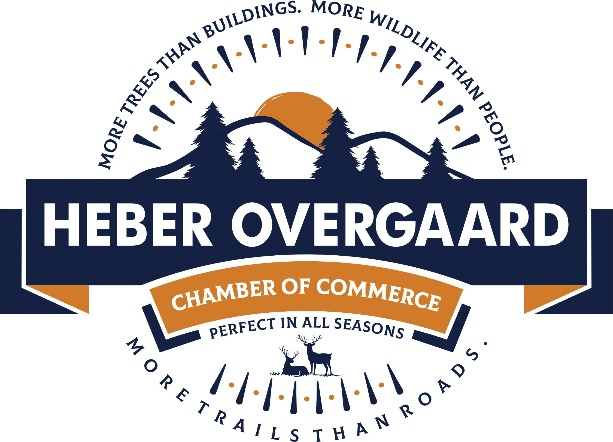 MORE TREES THAN BUILDINGS. MORE WILDLIFE THAN PEOPLE.
HEBER OVERGAARD
CHAMBER OF COMMERCE
PERFECT IN ALL SEASONS
MORE TRAILS THAN ROADS.